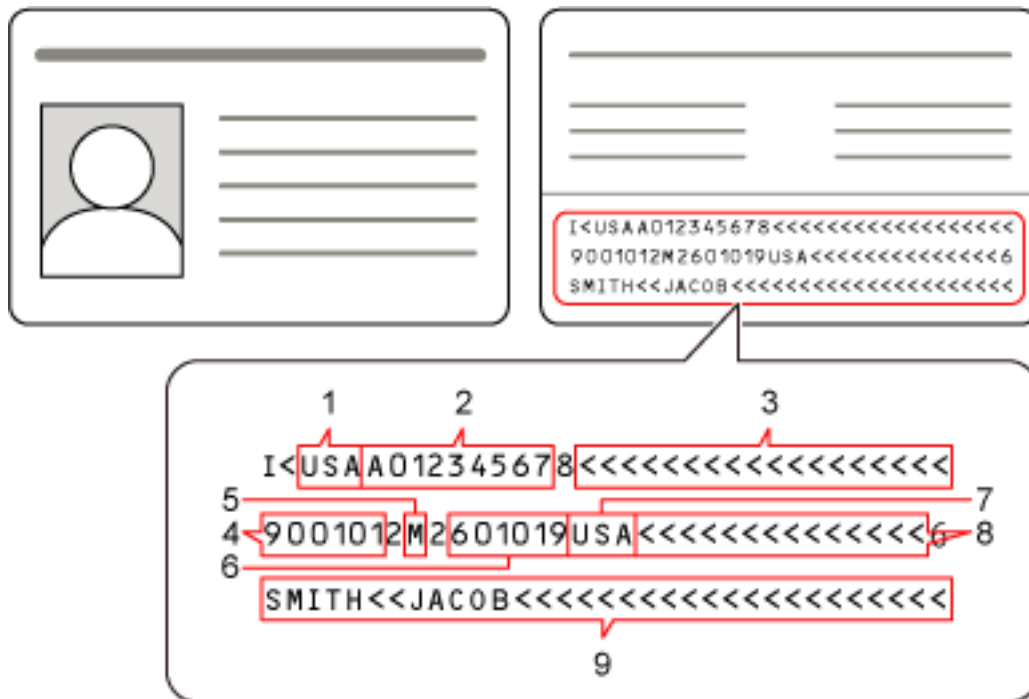 I<USAA012345678<<<<<<<<<<<<<<<<<<
9001012M2601019USA<<<<<<<<<<<<<<6
SMITH<<JACOB<<<<<<<<<<<<<<<<<<<<<
1 2 3
I<USAA012345678<<<<<<<<<<<<<<<<<<
5 7
4 9001012M2601019USA<<<<<<<<<<<<<<6 8
6
SMITH<<JACOB<<<<<<<<<<<<<<<<<<<<<
9